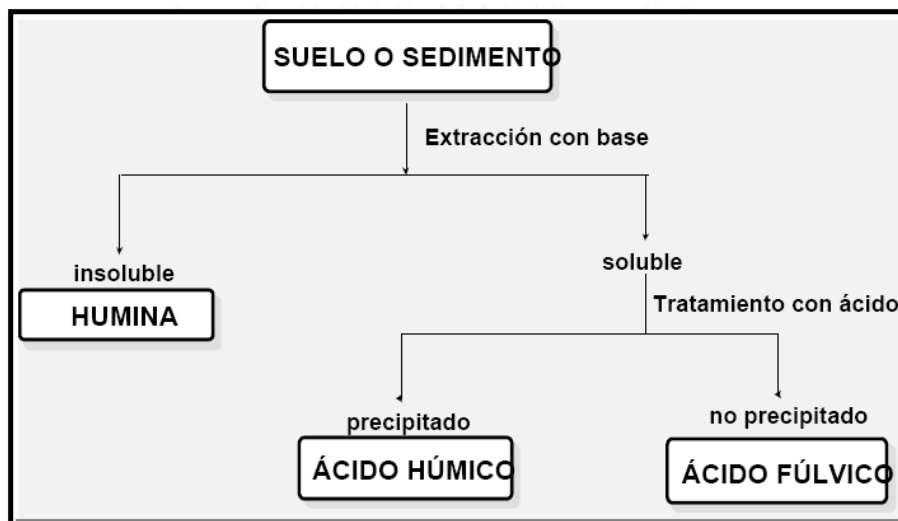 SUELO O SEDIMENTO
Extracción con base
insoluble
HUMINA
soluble
Tratamiento con ácido
precipitado
ÁCIDO HÚMICO
no precipitado
ÁCIDO FÚLVICO